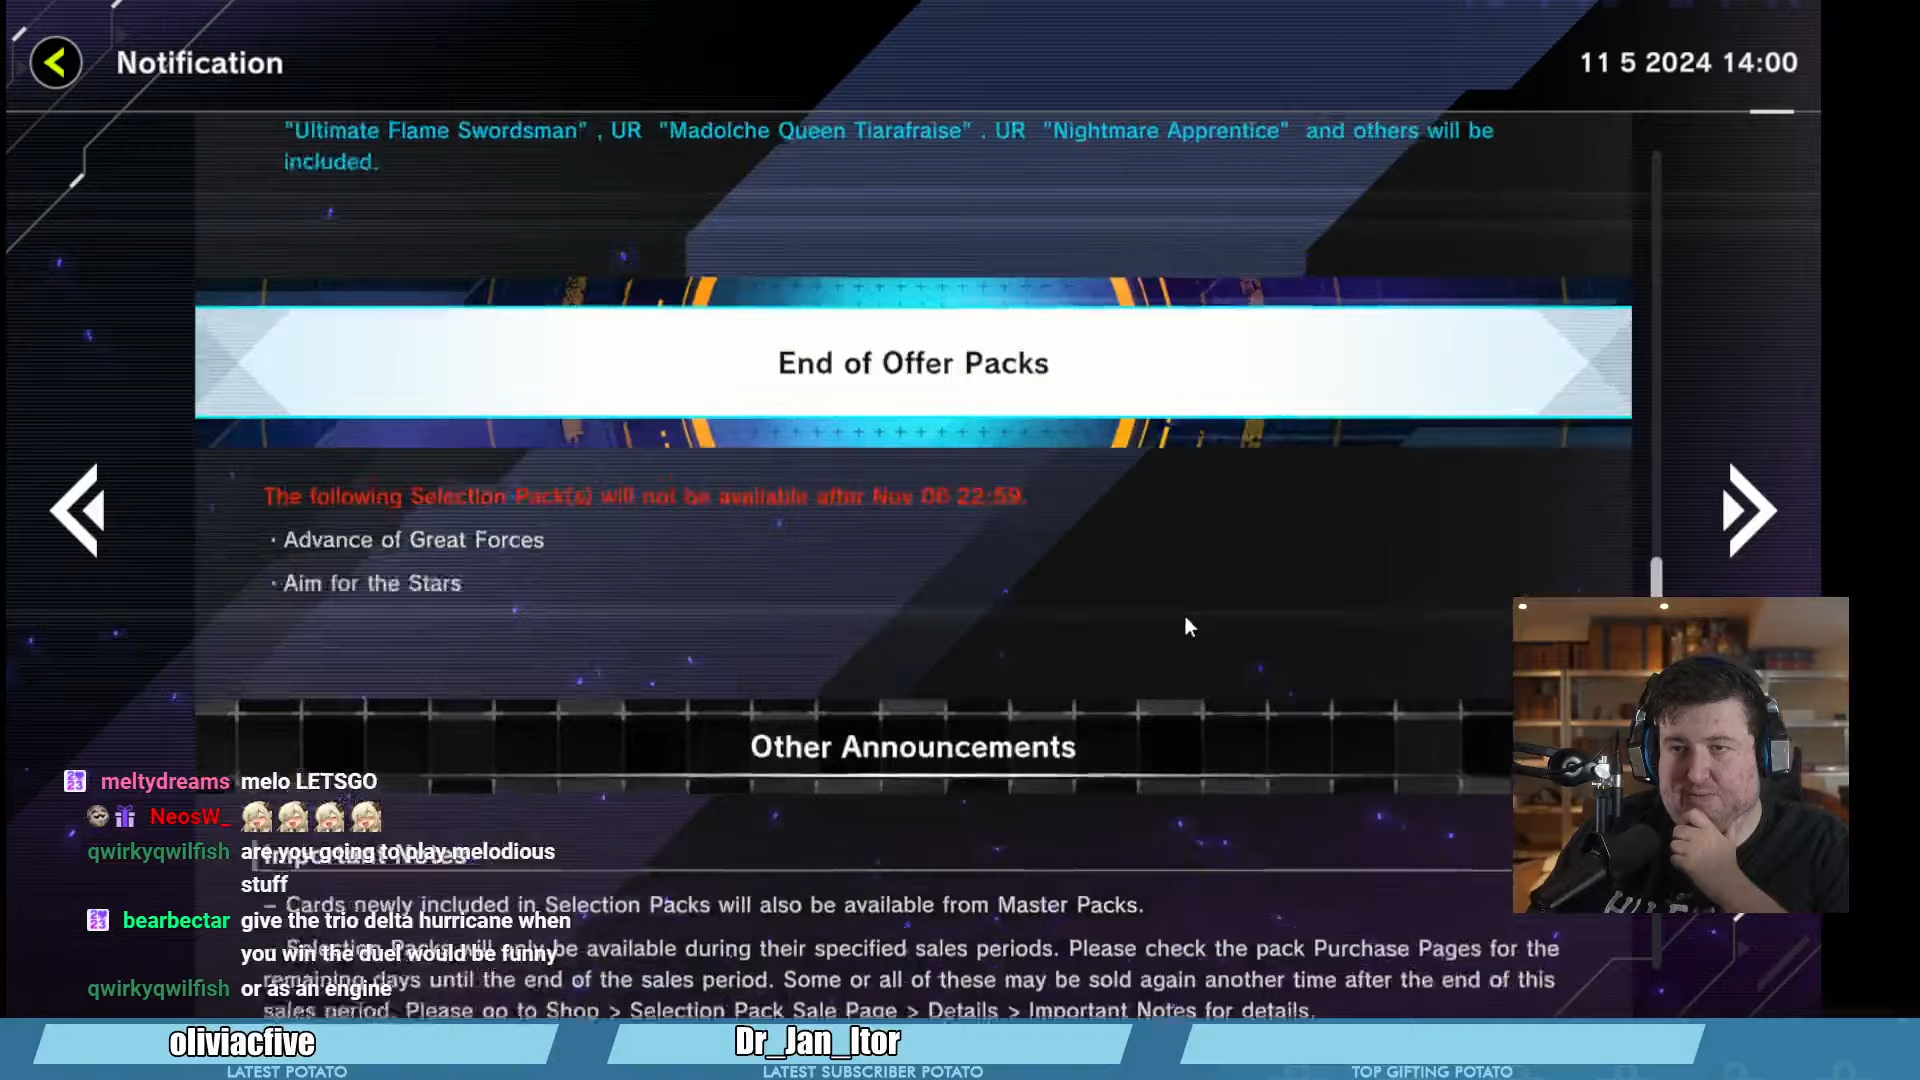 Notification
11 5 2024 14:00
"Ultimate Flame Swordsman" , UR "Madolche Queen Tiarafraise" . UR "Nightmare Apprentice" and others will be
included.
End of Offer Packs
The following Selection Pack(s) will not be available after Nov 06 22:59.
· Advance of Great Forces
· Aim for the Stars
Other Announcements
Important Notes
– Cards newly included in Selection Packs will also be available from Master Packs.
– Selection Packs will only be available during their specified sales periods. Please check the pack Purchase Pages for the
remaining days until the end of the sales period. Some or all of these may be sold again another time after the end of this
sales period. Please go to Shop > Selection Pack Sale Page > Details > Important Notes for details.
meltydreams melo LETSGO
NeosW_
qwirkyqwilfish are you going to play melodious
stuff
bearbectar give the trio delta hurricane when
you win the duel would be funny
qwirkyqwilfish or as an engine
oliviacfive
LATEST POTATO
Dr_Jan_Itor
LATEST SUBSCRIBER POTATO
TOP GIFTING POTATO